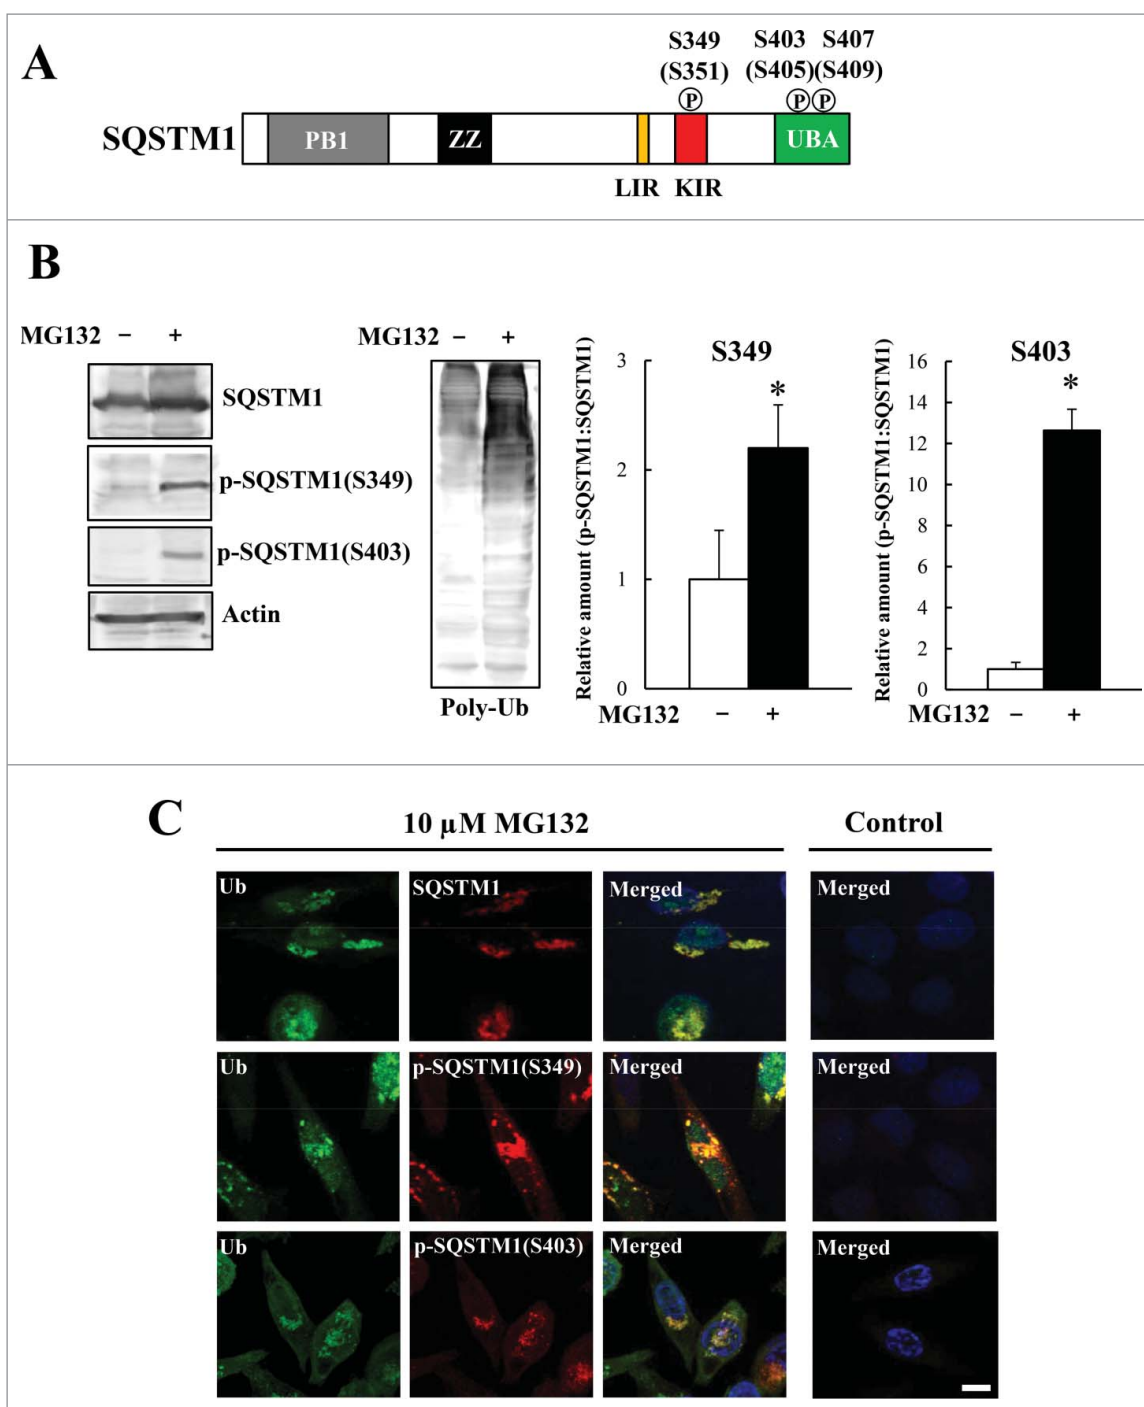 A
S349 S403 S407
(S351) (S405)(S409)
P P P
SQSTM1 PB1 ZZ UBA
LIR KIR
B
MG132 − +
SQSTM1
p-SQSTM1(S349)
p-SQSTM1(S403)
Actin
MG132 − +
Poly-Ub
S349
Relative amount (p-SQSTM1:SQSTM1)
3
2
1
0
*
MG132 − +
S403
Relative amount (p-SQSTM1:SQSTM1)
16
14
12
10
8
6
4
2
0
*
MG132 − +
C
10 µM MG132 Control
Ub SQSTM1 Merged Merged
Ub p-SQSTM1(S349) Merged Merged
Ub p-SQSTM1(S403) Merged Merged